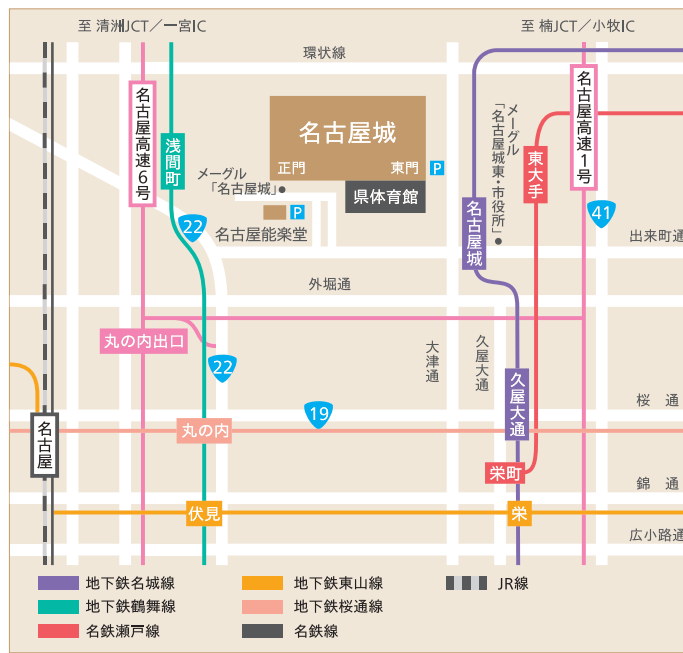 至 清洲JCT／一宮IC
至 楠JCT／小牧IC
環状線
名古屋高速6号
浅間町
名古屋城
正門
東門
P
県体育館
メーグル
「名古屋城」
P
名古屋能楽堂
22
メーグル
「名古屋城東・市役所」
名古屋城
東大手
名古屋高速1号
41
出来町通
外堀通
丸の内出口
22
大津通
久屋大通
久屋大通
桜通
19
名古屋
丸の内
栄町
錦通
伏見
栄
広小路通
地下鉄名城線
地下鉄東山線
JR線
地下鉄鶴舞線
地下鉄桜通線
名鉄瀬戸線
名鉄線